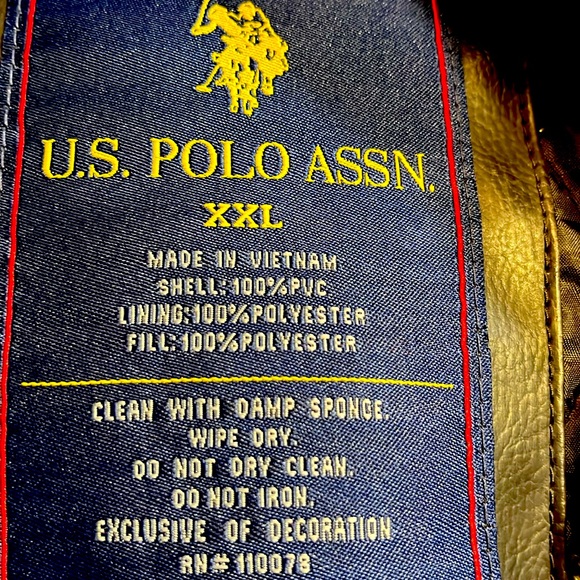 U.S. POLO ASSN.
XXL
MADE IN VIETNAM
SHELL:100%PVC
LINING:100%POLYESTER
FILL:100%POLYESTER
CLEAN WITH DAMP SPONGE.
WIPE DRY.
DO NOT DRY CLEAN.
DO NOT IRON.
EXCLUSIVE OF DECORATION
RN# 110073